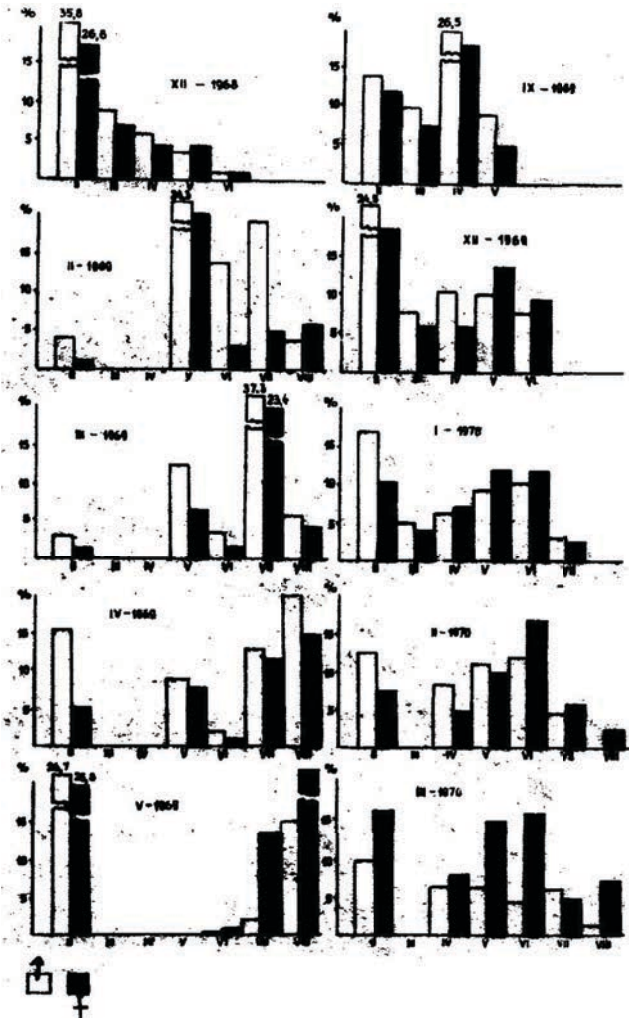 % 35,8 26,8
15
10
5
XII - 1968
II III IV V VI
% 26,5
15
10
5
IX - 1969
II III IV V
%
15
10
5
II - 1969
II III IV V VI VII VIII
%
15
10
5
XII - 1969
II III IV V VI
% 37,3 23,4
15
10
5
III - 1969
II III IV V VI VII VIII
%
15
10
5
I - 1970
II III IV V VI VII
%
15
10
5
IV - 1969
II III IV V VI VII VIII
%
15
10
5
II - 1970
II III IV V VI VII VIII
% 26,7
15
10
5
V - 1969
II III IV V VI VII VIII
%
15
10
5
III - 1970
II III IV V VI VII VIII